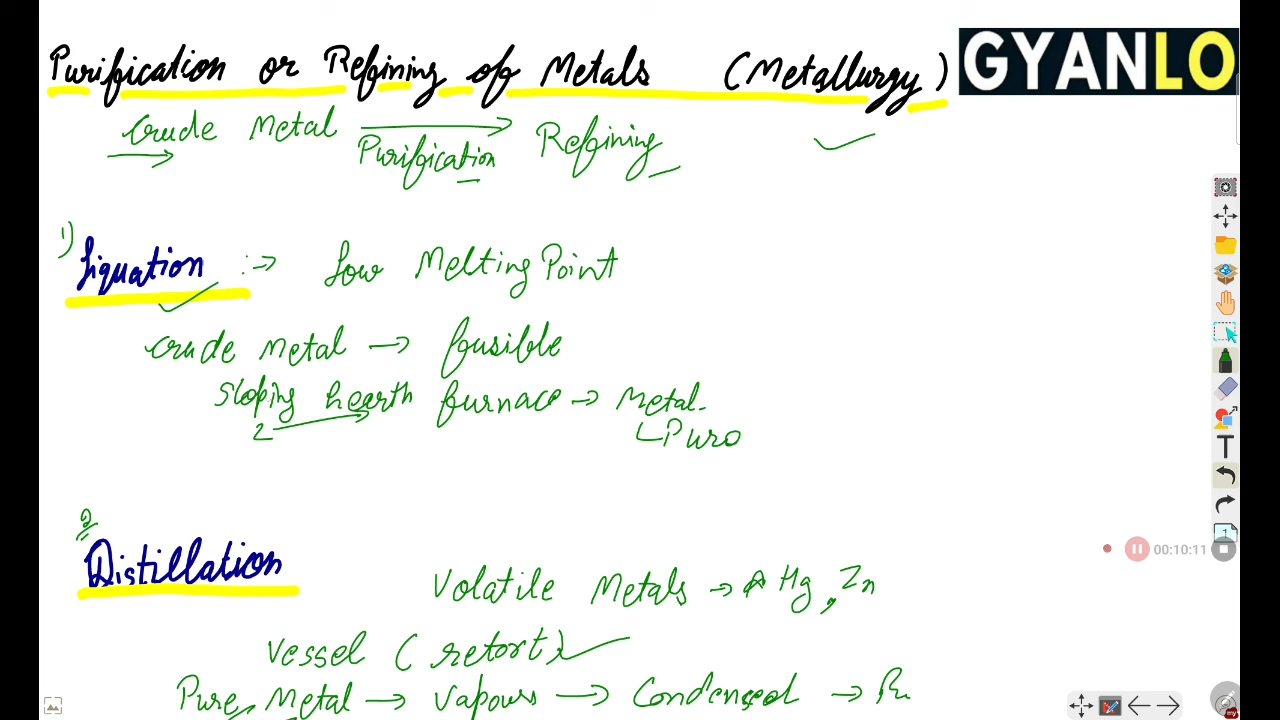 Purification or Refining of Metals (Metallurgy) GYANLO
Crude Metal → Refining
Purification
1) Liquation :→ Low Melting Point
Crude Metal → fusible
Sloping hearth furnace → Metal
Pure
2 Distillation
Volatile Metals → Hg, Zn
Vessel (retort)
Pure Metal → Vapours → Condensed →
T
1
00:10:11